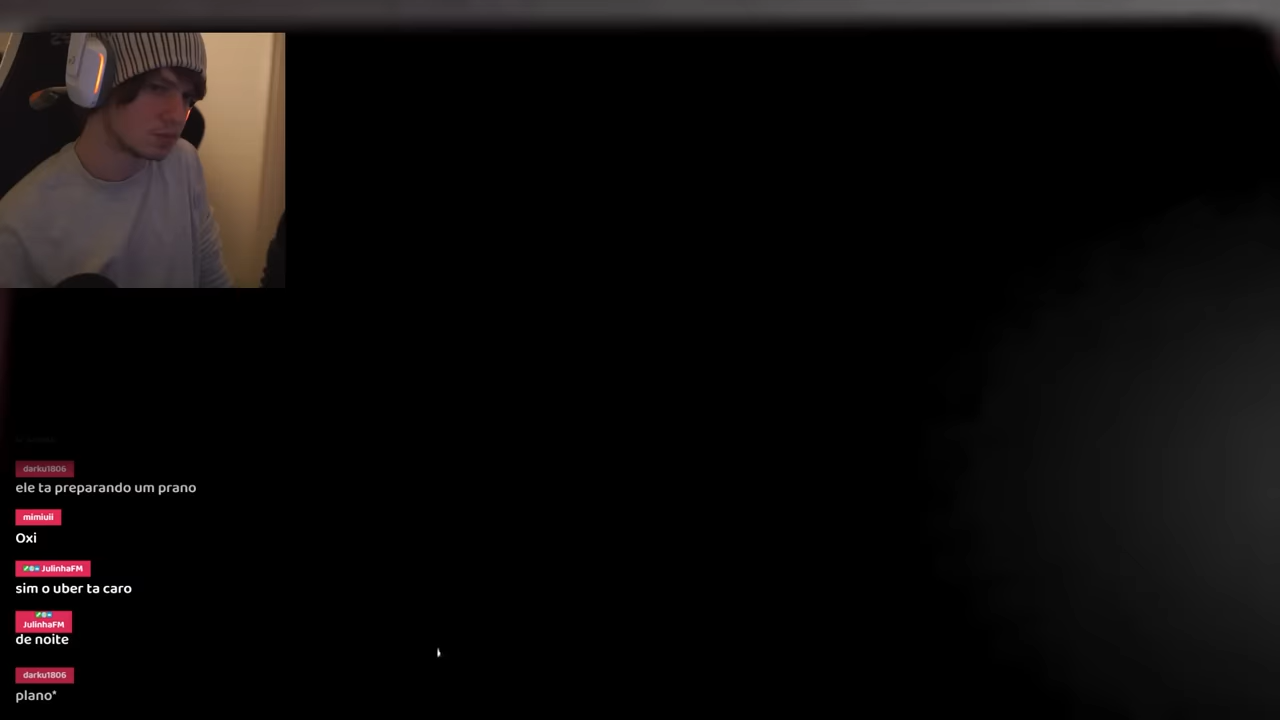 darku1806
ele ta preparando um prano
mimiuii
Oxi
JulinhaFM
sim o uber ta caro
JulinhaFM
de noite
darku1806
plano*